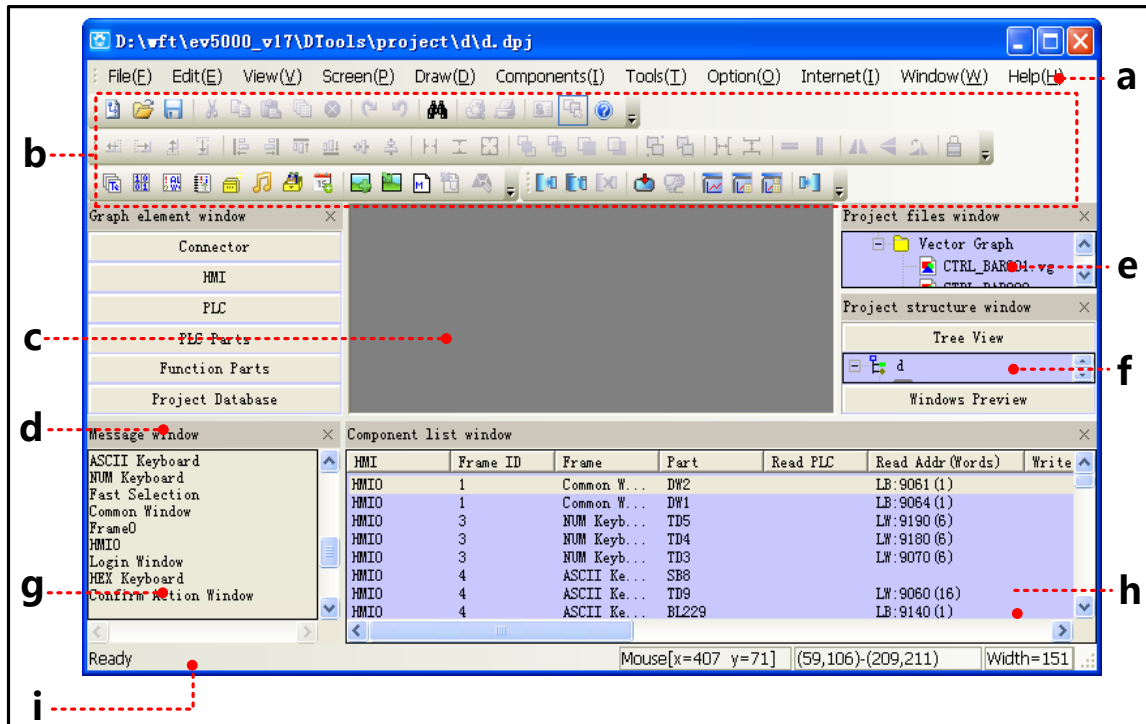 D:\wft\ev5000_v17\DTools\project\d\d.dpj
File(F) Edit(E) View(V) Screen(P) Draw(D) Components(I) Tools(T) Option(O) Internet(I) Window(W) Help(H)
a
b
Graph element window
Connector
HMI
PLC
PLC Parts
Function Parts
Project Database
c
d
Project files window
Vector Graph
CTRL_BAR001.vg
e
Project structure window
Tree View
d
f
Windows Preview
Message window
ASCII Keyboard
NUM Keyboard
Fast Selection
Common Window
Frame0
HMI0
Login Window
HEX Keyboard
Confirm Action Window
g
Component list window
HMI Frame ID Frame Part Read PLC Read Addr(Words) Write
HMI0 1 Common W... DW2 LB:9061(1)
HMI0 1 Common W... DW1 LB:9064(1)
HMI0 3 NUM Keyb... TD5 LW:9190(6)
HMI0 3 NUM Keyb... TD4 LW:9180(6)
HMI0 3 NUM Keyb... TD3 LW:9070(6)
HMI0 4 ASCII Ke... SB8
HMI0 4 ASCII Ke... TD9 LW:9060(16)
HMI0 4 ASCII Ke... BL229 LB:9140(1)
h
Ready Mouse[x=407 y=71] (59,106)-(209,211) Width=151
i